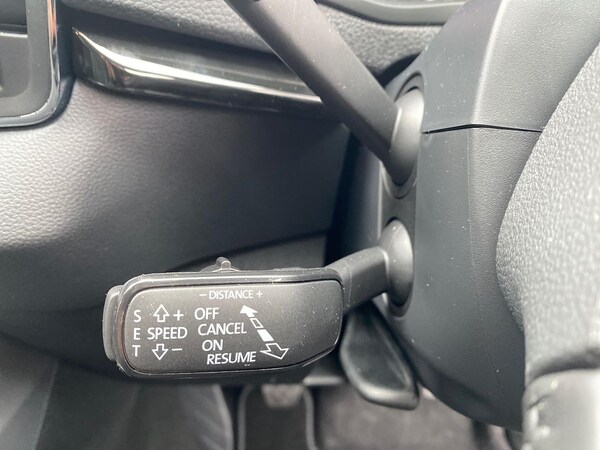 – DISTANCE +
S + OFF
E SPEED CANCEL
T – ON
RESUME